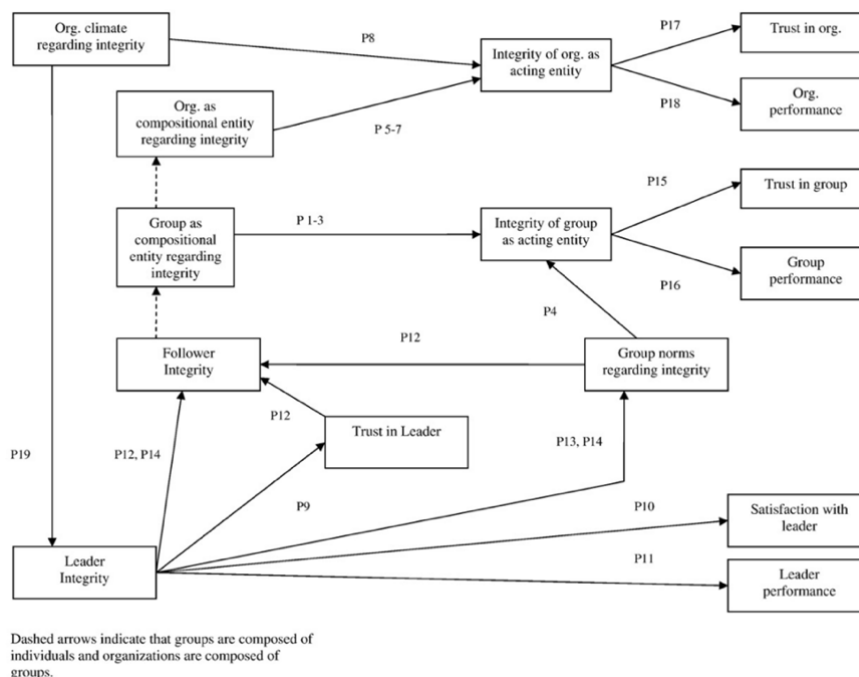 Org. climate
regarding integrity
P8
Integrity of org. as
acting entity
P17
Trust in org.
P18
Org.
performance
Org. as
compositional entity
regarding integrity
P 5-7
Group as
compositional
entity regarding
integrity
P 1-3
Integrity of group
as acting entity
P15
Trust in group
P16
Group
performance
P4
Follower
Integrity
P12
Group norms
regarding integrity
P12
Trust in Leader
P19
P12, P14
P13, P14
P9
P10
Satisfaction with
leader
Leader
Integrity
P11
Leader
performance
Dashed arrows indicate that groups are composed of
individuals and organizations are composed of
groups.